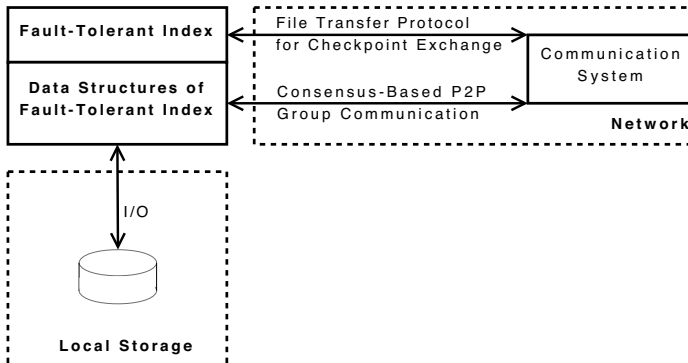 Fault-Tolerant Index
File Transfer Protocol
for Checkpoint Exchange
Communication
System
Data Structures of
Fault-Tolerant Index
Consensus-Based P2P
Group Communication
Network
I/O
Local Storage